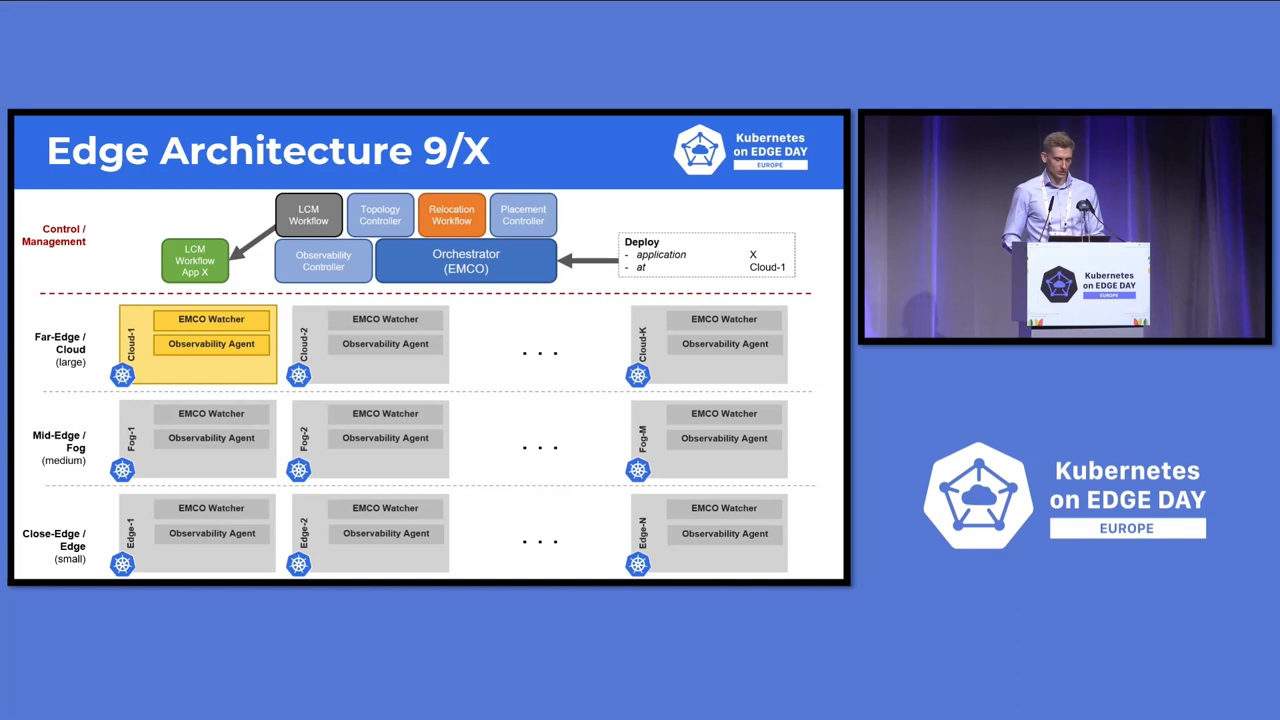 Edge Architecture 9/X
Kubernetes
on EDGE DAY
EUROPE
Control /
Management
LCM
Workflow
Topology
Controller
Relocation
Workflow
Placement
Controller
LCM
Workflow
App X
Observability
Controller
Orchestrator
(EMCO)
Deploy
- application X
- at Cloud-1
Far-Edge /
Cloud
(large)
Cloud-1
EMCO Watcher
Observability Agent
Cloud-2
EMCO Watcher
Observability Agent
. . .
Cloud-K
EMCO Watcher
Observability Agent
Mid-Edge /
Fog
(medium)
Fog-1
EMCO Watcher
Observability Agent
Fog-2
EMCO Watcher
Observability Agent
. . .
Fog-M
EMCO Watcher
Observability Agent
Close-Edge /
Edge
(small)
Edge-1
EMCO Watcher
Observability Agent
Edge-2
EMCO Watcher
Observability Agent
. . .
Edge-N
EMCO Watcher
Observability Agent
Kubernetes
on EDGE DAY
EUROPE
Kubernetes
on EDGE DAY
EUROPE